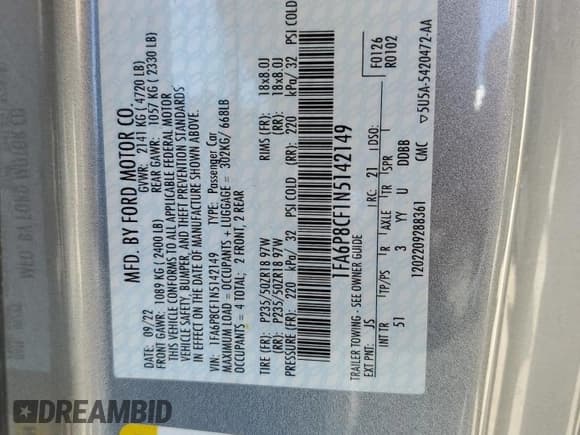 MFD. BY FORD MOTOR CO.
09/22 GVWR: 2141 KG ( 4720 LB)
FRONT GAWR: 1089 KG ( 2400 LB) REAR GAWR: 1057 KG ( 2330 LB)
THIS VEHICLE CONFORMS TO ALL APPLICABLE FEDERAL MOTOR
VEHICLE SAFETY, BUMPER, AND THEFT PREVENTION STANDARDS
IN EFFECT ON THE DATE OF MANUFACTURE SHOWN ABOVE.
VIN: 1FA6P8CF1N5142149 TYPE: Passenger Car
MAXIMUM LOAD = OCCUPANTS + LUGGAGE = 302KG/ 668LB
OCCUPANTS = 4 TOTAL; 2 FRONT, 2 REAR
TIRE (FR): P235/50ZR18 97W RIMS (FR): 18x8.0J
(RR): P235/50ZR18 97W (RR): 18x8.0J
PRESSURE (FR): 220 kPa/ 32 PSI COLD (RR): 220 kPa/ 32 PSI COLD
1FA6P8CF1N5142149
TRAILER TOWING - SEE OWNER GUIDE F0126
EXT PNT: JS RC: 21 DSO: R0102
INT TR TP/PS R AXLE TR SPR
51 3 YY U DDBB
1202209288361 GMC ▽5U5A-5420472-AA
DREAMBID